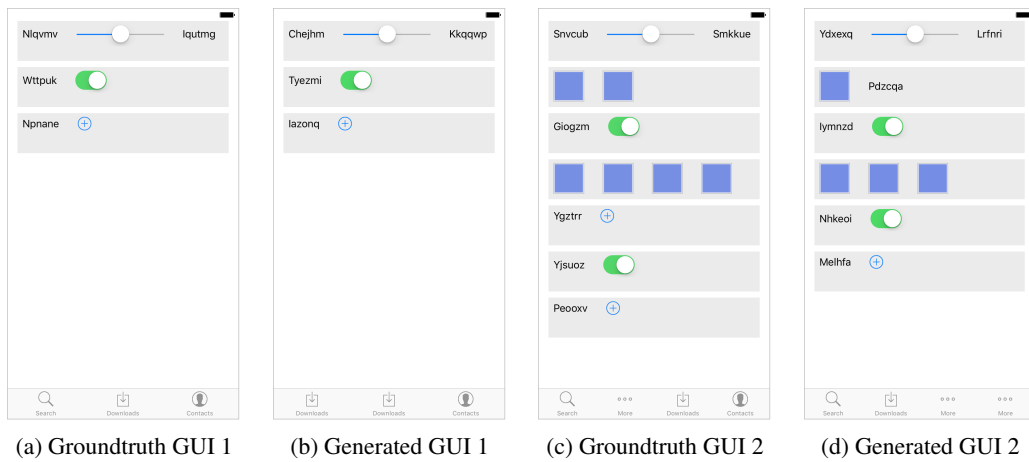 Nlqvmv Iqutmg
Wttpuk
Npnane
Search Downloads Contacts
(a) Groundtruth GUI 1
Chejhm Kkqqwp
Tyezmi
Iazonq
Downloads Downloads Contacts
(b) Generated GUI 1
Snvcub Smkkue
Giogzm
Ygztrr
Yjsuoz
Peooxv
Search More Downloads Contacts
(c) Groundtruth GUI 2
Ydxexq Lrfnri
Pdzcqa
Iymnzd
Nhkeoi
Melhfa
Search Downloads More More
(d) Generated GUI 2